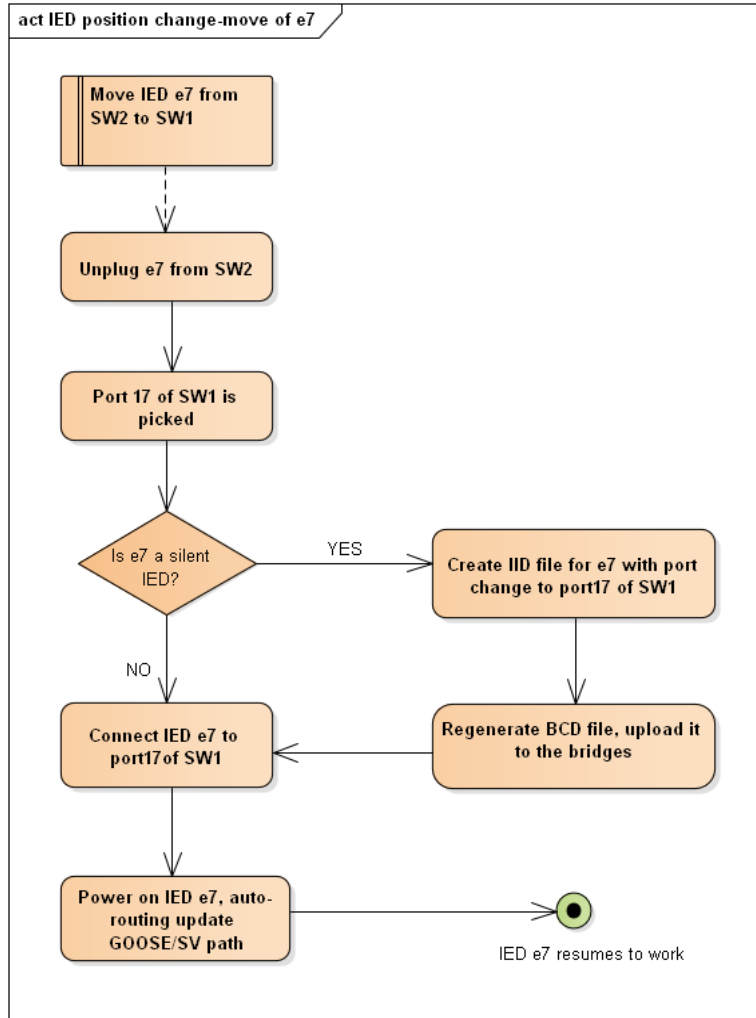 act IED position change-move of e7
Move IED e7 from
SW2 to SW1
Unplug e7 from SW2
Port 17 of SW1 is
picked
Is e7 a silent
IED?
YES
Create IID file for e7 with port
change to port17 of SW1
NO
Connect IED e7 to
port17of SW1
Regenerate BCD file, upload it
to the bridges
Power on IED e7, auto-
routing update
GOOSE/SV path
IED e7 resumes to work